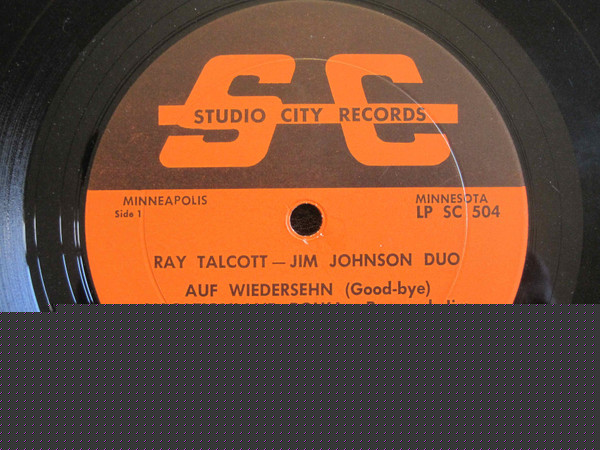 SC
STUDIO CITY RECORDS
MINNEAPOLIS
Side 1
MINNESOTA
LP SC 504
RAY TALCOTT — JIM JOHNSON DUO
AUF WIEDERSEHN (Good-bye)